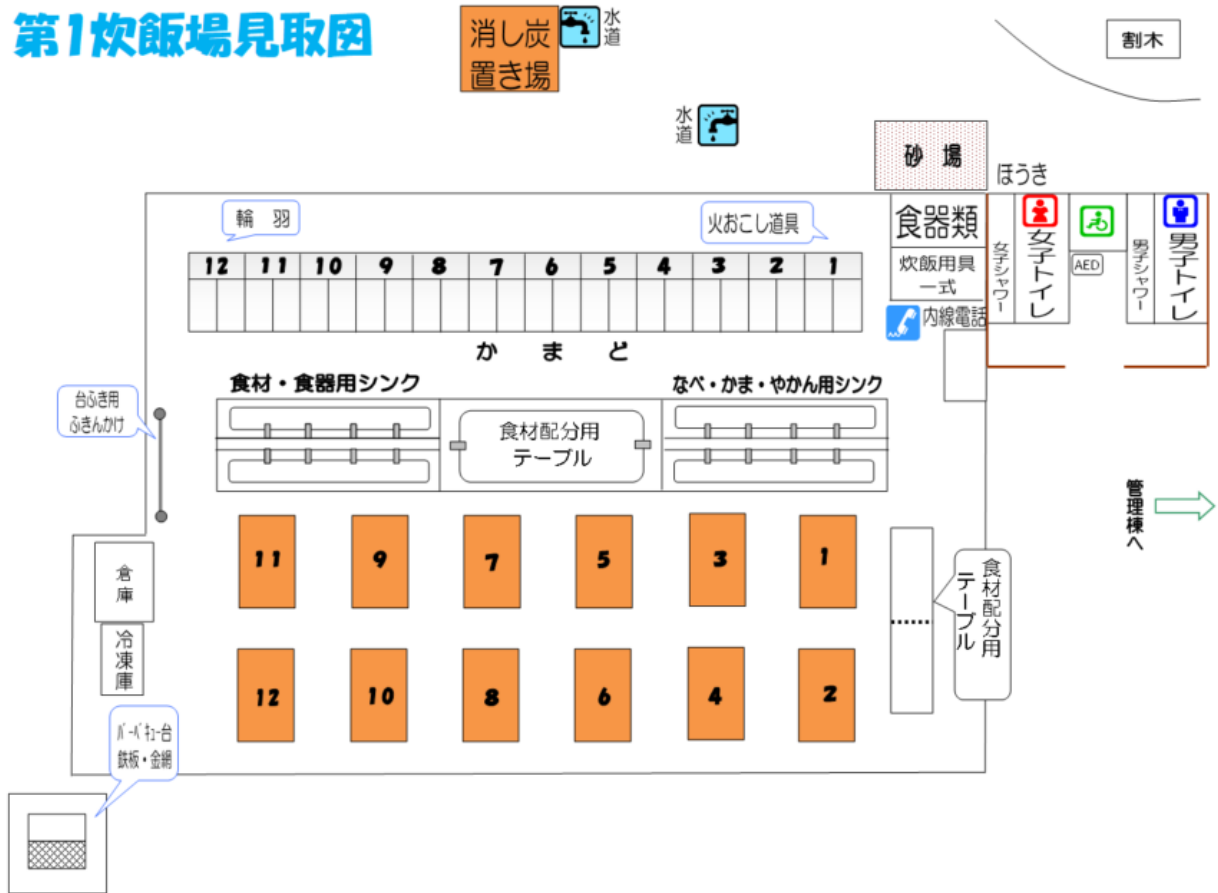 第1炊飯場見取図
消し炭
置き場
水道
割木
水道
砂場
ほうき
輪羽
火おこし道具
食器類
炊飯用具
一式
内線電話
女子シャワー
女子トイレ
AED
男子シャワー
男子トイレ
12 11 10 9 8 7 6 5 4 3 2 1
かまど
台ふき用
ふきんかけ
食材・食器用シンク
なべ・かま・やかん用シンク
食材配分用
テーブル
管理棟へ
11 9 7 5 3 1
倉庫
食材配分用
テーブル
冷凍庫
12 10 8 6 4 2
バーベキュー台
鉄板・金網